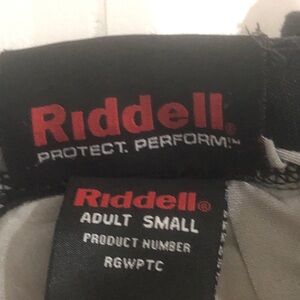 Riddell®
PROTECT. PERFORM.™
Riddell®
ADULT SMALL
PRODUCT NUMBER
RGWPTC